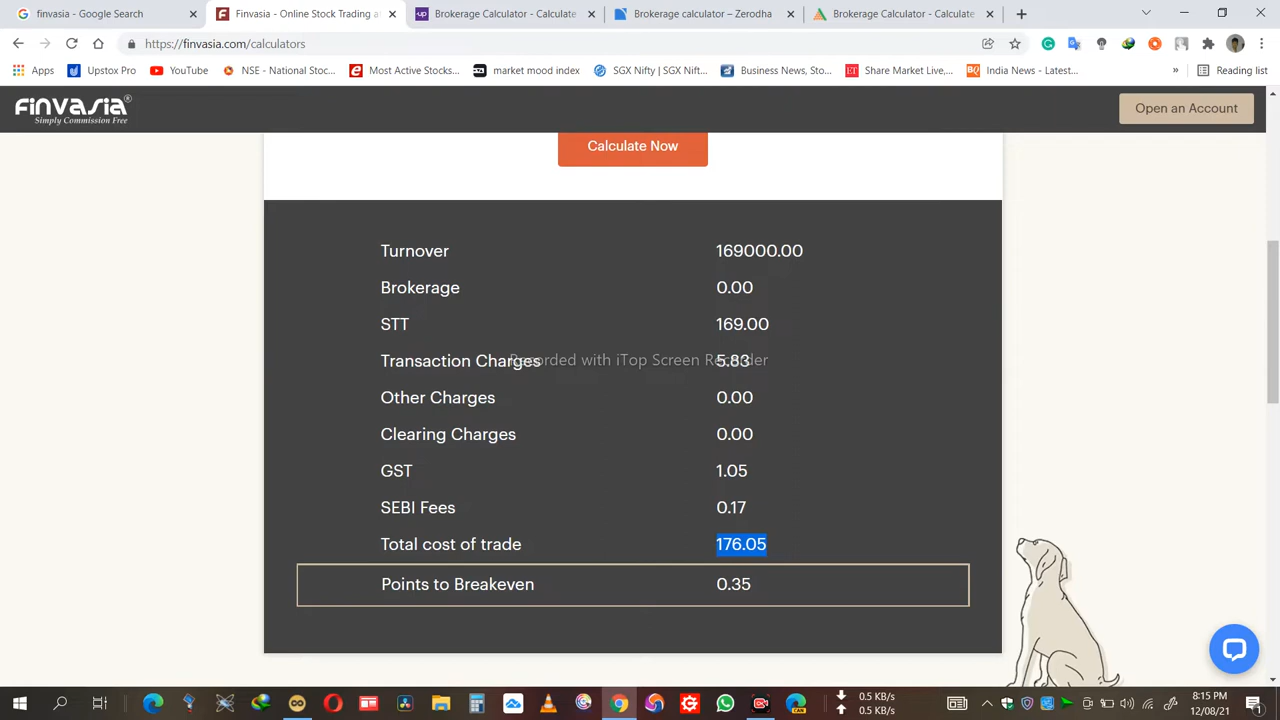 finvasia - Google Search
Finvasia - Online Stock Trading a
Brokerage Calculator - Calculate
Brokerage calculator – Zerodha
Brokerage Calculator - Calculate
https://finvasia.com/calculators
Apps
Upstox Pro
YouTube
NSE - National Stoc...
Most Active Stocks...
market mood index
SGX Nifty | SGX Nift...
Business News, Sto...
Share Market Live,...
India News - Latest...
»
Reading list
FINVASIA®
Simply Commission Free
Open an Account
Calculate Now
Turnover 169000.00
Brokerage 0.00
STT 169.00
Transaction Charges 5.83
Recorded with iTop Screen Recorder
Other Charges 0.00
Clearing Charges 0.00
GST 1.05
SEBI Fees 0.17
Total cost of trade 176.05
Points to Breakeven 0.35
0.5 KB/s
0.5 KB/s
8:15 PM
12/08/21